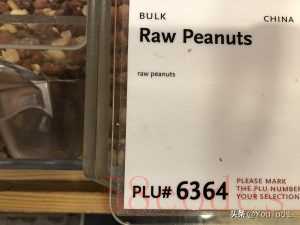 BULK
CHINA
Raw Peanuts
raw peanuts
PLU# 6364
PLEASE MARK
THE PLU NUMBER
YOUR SELECTION